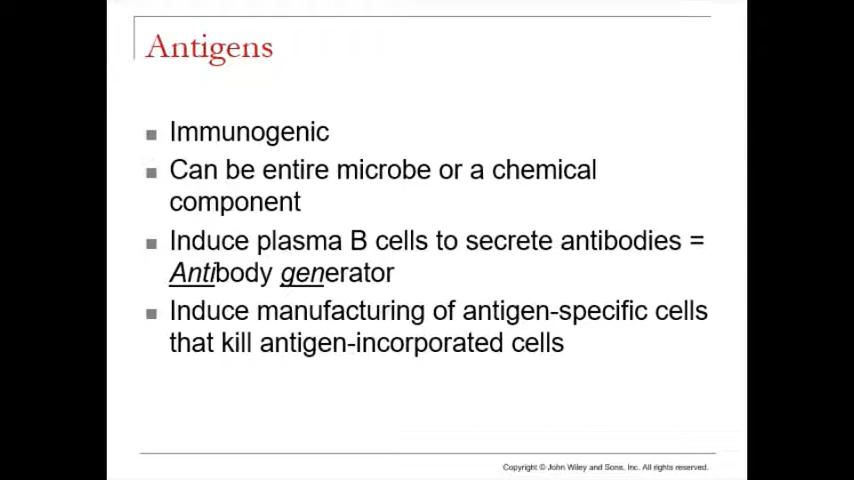 Antigens
Immunogenic
Can be entire microbe or a chemical
component
Induce plasma B cells to secrete antibodies =
Antibody generator
Induce manufacturing of antigen-specific cells
that kill antigen-incorporated cells
Copyright © John Wiley and Sons, Inc. All rights reserved.